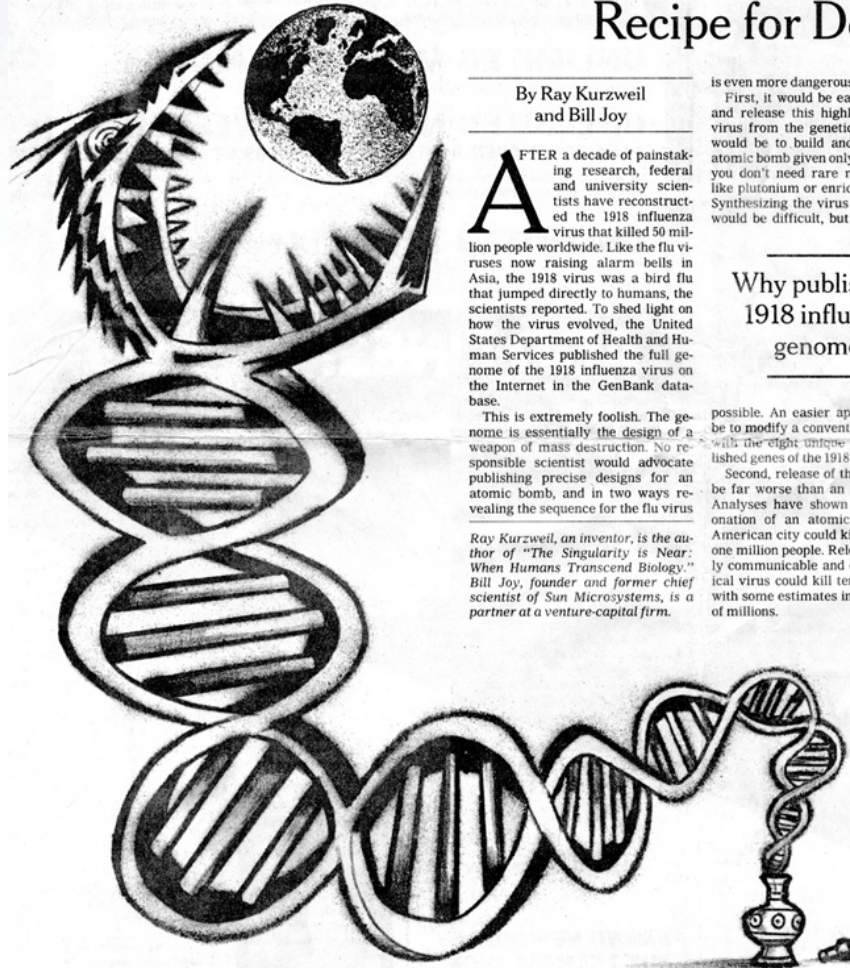 Recipe for D
By Ray Kurzweil
and Bill Joy
AFTER a decade of painstak-
ing research, federal
and university scien-
tists have reconstruct-
ed the 1918 influenza
virus that killed 50 mil-
lion people worldwide. Like the flu vi-
ruses now raising alarm bells in
Asia, the 1918 virus was a bird flu
that jumped directly to humans, the
scientists reported. To shed light on
how the virus evolved, the United
States Department of Health and Hu-
man Services published the full ge-
nome of the 1918 influenza virus on
the Internet in the GenBank data-
base.
This is extremely foolish. The ge-
nome is essentially the design of a
weapon of mass destruction. No re-
sponsible scientist would advocate
publishing precise designs for an
atomic bomb, and in two ways re-
vealing the sequence for the flu virus
Ray Kurzweil, an inventor, is the au-
thor of “The Singularity is Near:
When Humans Transcend Biology.”
Bill Joy, founder and former chief
scientist of Sun Microsystems, is a
partner at a venture-capital firm.
is even more dangerous
First, it would be ea
and release this highl
virus from the genetic
would be to build and
atomic bomb given only
you don't need rare r
like plutonium or enric
Synthesizing the virus
would be difficult, but
Why publis
1918 influ
genom
possible. An easier ap
be to modify a convent
with the eight unique
lished genes of the 1918
Second, release of th
be far worse than an
Analyses have shown
onation of an atomic
American city could ki
one million people. Rele
ly communicable and
ical virus could kill te
with some estimates in
of millions.